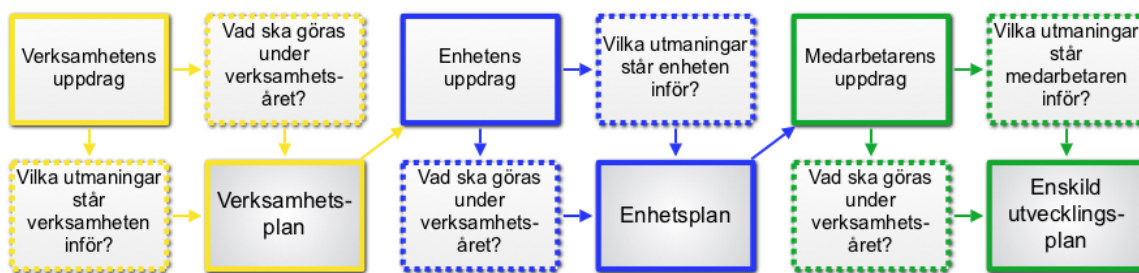 Verksamhetens
uppdrag
Vad ska göras
under
verksamhets-
året?
Enhetens
uppdrag
Vilka utmaningar
står enheten
inför?
Medarbetarens
uppdrag
Vilka utmaningar
står
medarbetaren
inför?
Vilka utmaningar
står
verksamheten
inför?
Verksamhets-
plan
Vad ska göras
under
verksamhets-
året?
Enhetsplan
Vad ska göras
under
verksamhets-
året?
Enskild
utvecklings-
plan